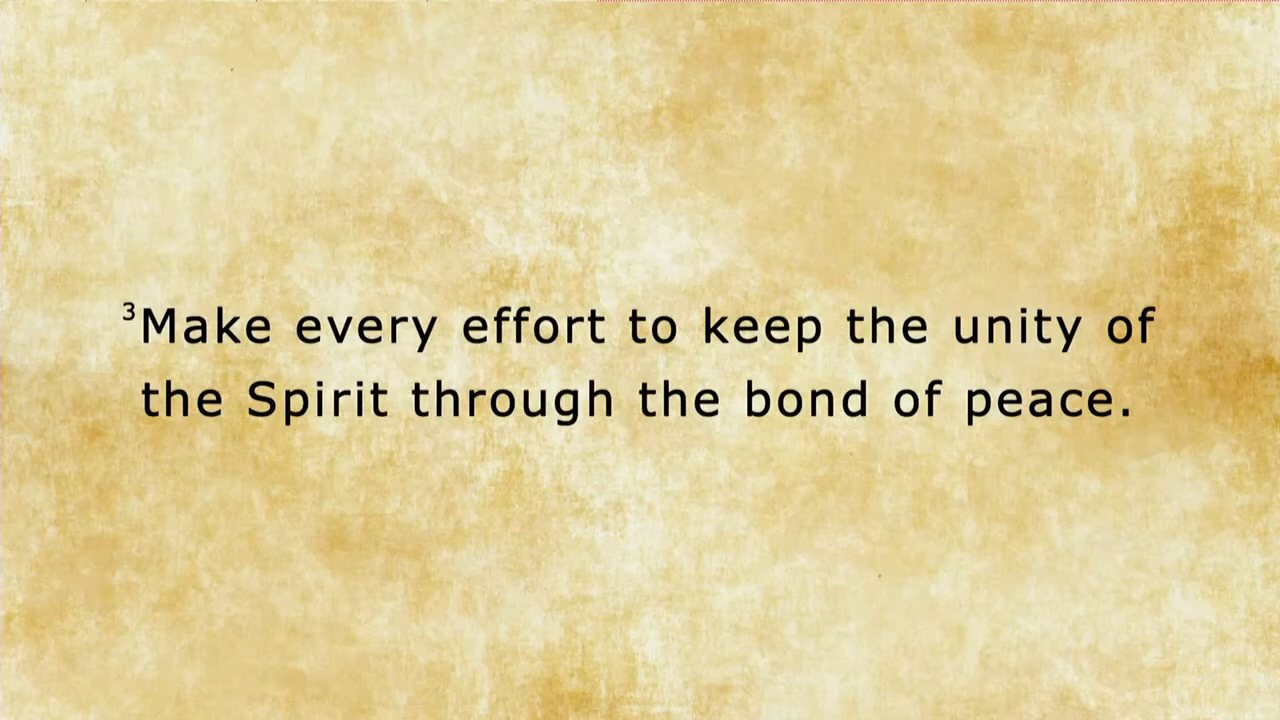 ³Make every effort to keep the unity of
the Spirit through the bond of peace.